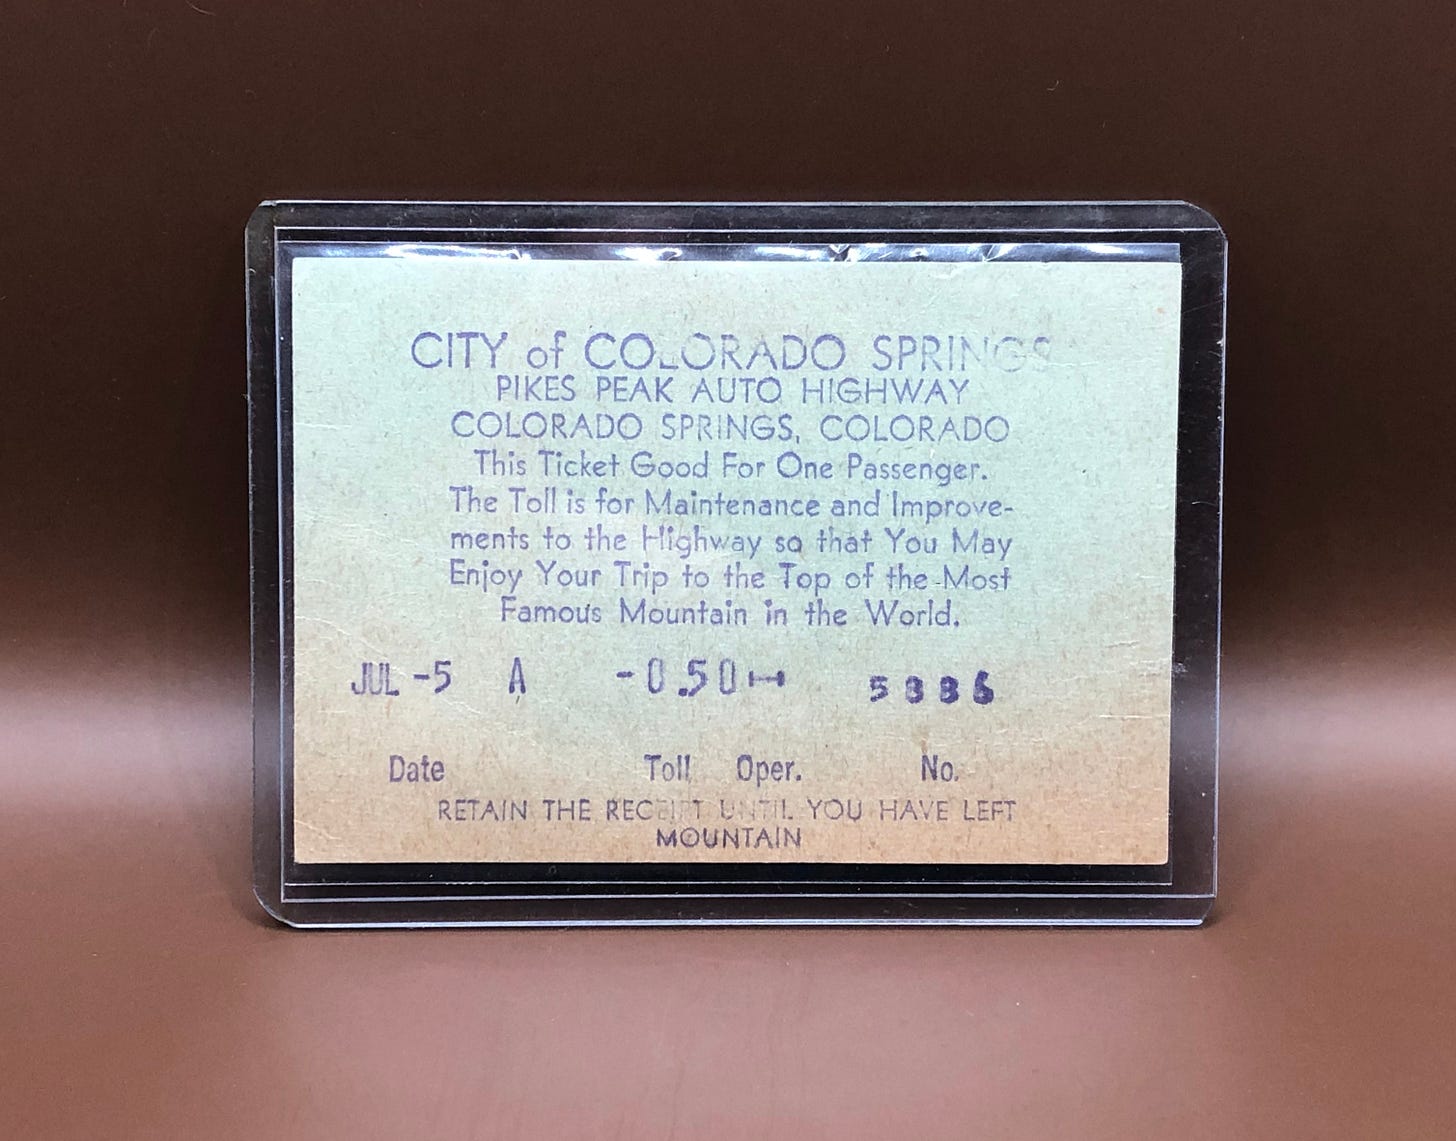 CITY of COLORADO SPRINGS
PIKES PEAK AUTO HIGHWAY
COLORADO SPRINGS, COLORADO
This Ticket Good For One Passenger.
The Toll is for Maintenance and Improve-
ments to the Highway so that You May
Enjoy Your Trip to the Top of the Most
Famous Mountain in the World.
JUL -5 A -0.50
Date Toll Oper. No.
RETAIN THE RECEIPT UNTIL YOU HAVE LEFT
MOUNTAIN